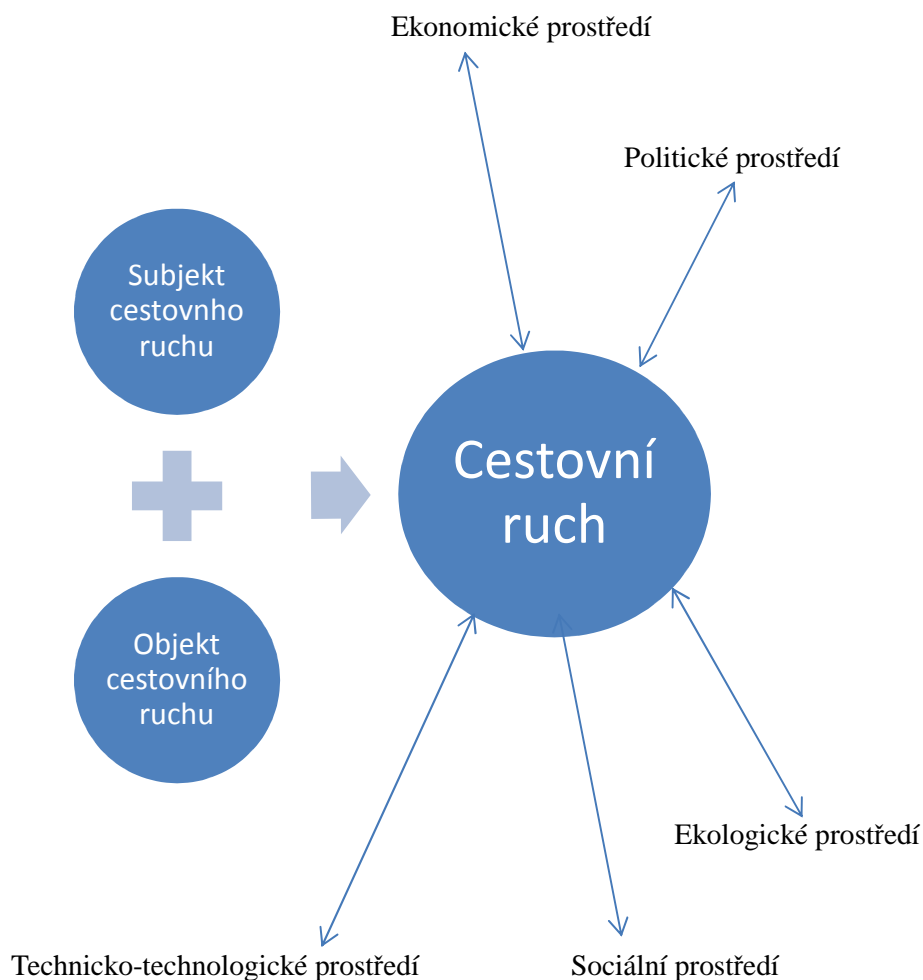 Ekonomické prostředí
Politické prostředí
Subjekt
cestovnho
ruchu
Cestovní
ruch
Objekt
cestovního
ruchu
Ekologické prostředí
Technicko-technologické prostředí
Sociální prostředí